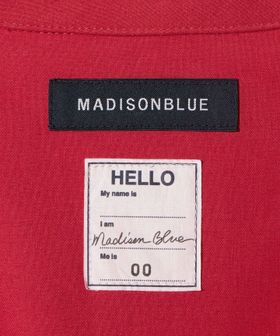 MADISONBLUE
HELLO
My name is
I am
Madison Blue
Me is
00